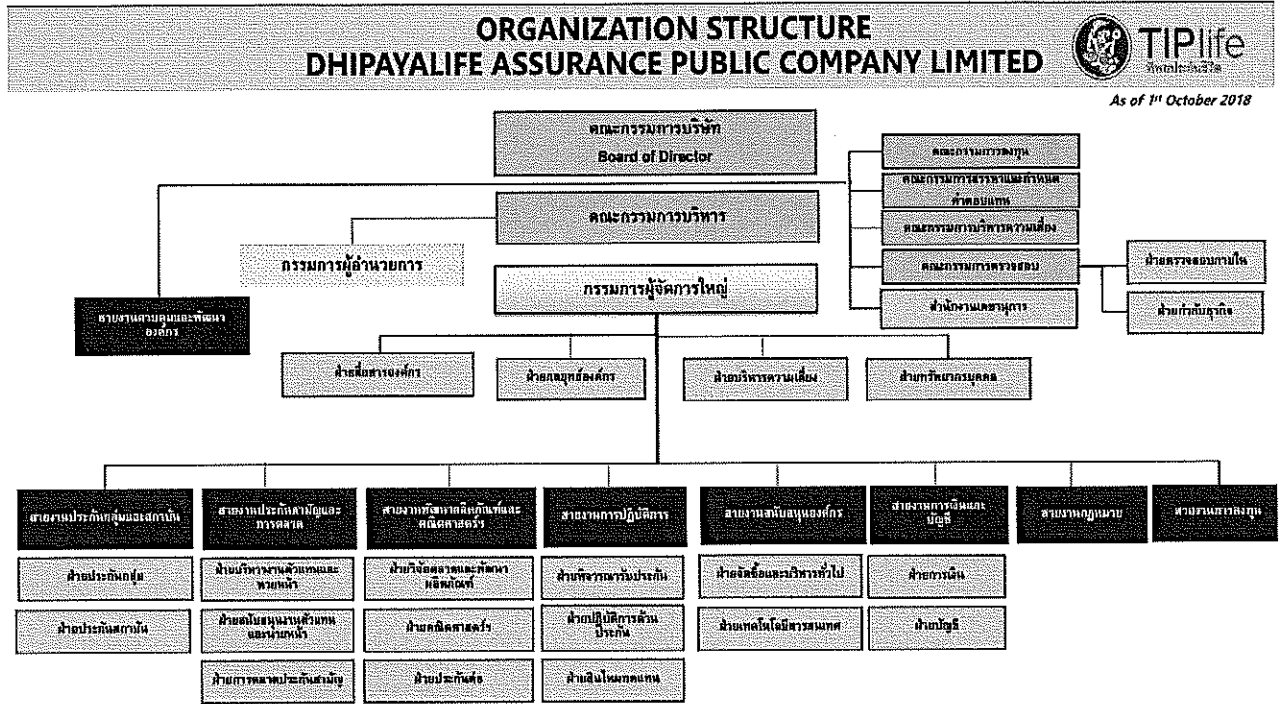 ORGANIZATION STRUCTURE
DHIPAYALIFE ASSURANCE PUBLIC COMPANY LIMITED
TIPlife
ทิพยประกันชีวิต
As of 1st October 2018
คณะกรรมการบริษัท
Board of Director
คณะกรรมการลงทุน
คณะกรรมการสรรหาและกำหนด
ค่าตอบแทน
คณะกรรมการบริหาร
คณะกรรมการบริหารความเสี่ยง
กรรมการผู้อำนวยการ
คณะกรรมการตรวจสอบ
ฝ่ายตรวจสอบภายใน
กรรมการผู้จัดการใหญ่
สำนักงานเลขานุการ
ฝ่ายกำกับธุรกิจ
สายงานควบคุมและพัฒนา
องค์กร
ฝ่ายสื่อสารองค์กร
ฝ่ายกลยุทธ์องค์กร
ฝ่ายบริหารความเสี่ยง
ฝ่ายทรัพยากรบุคคล
สายงานประกันกลุ่มและสถาบัน
สายงานประกันสามัญและ
การตลาด
สายงานพัฒนาผลิตภัณฑ์และ
คณิตศาสตร์ฯ
สายงานการปฏิบัติการ
สายงานสนับสนุนองค์กร
สายงานการเงินและ
บัญชี
สายงานกฎหมาย
สายงานการลงทุน
ฝ่ายประกันกลุ่ม
ฝ่ายบริหารงานตัวแทนและ
นายหน้า
ฝ่ายวิจัยตลาดและพัฒนา
ผลิตภัณฑ์
ฝ่ายพิจารณารับประกัน
ฝ่ายจัดซื้อและบริหารทั่วไป
ฝ่ายการเงิน
ฝ่ายประกันสถาบัน
ฝ่ายสนับสนุนงานตัวแทน
และนายหน้า
ฝ่ายคณิตศาสตร์ฯ
ฝ่ายปฏิบัติการด้าน
ประกัน
ฝ่ายเทคโนโลยีสารสนเทศ
ฝ่ายบัญชี
ฝ่ายการตลาดประกันสามัญ
ฝ่ายประกันต่อ
ฝ่ายสินไหมทดแทน